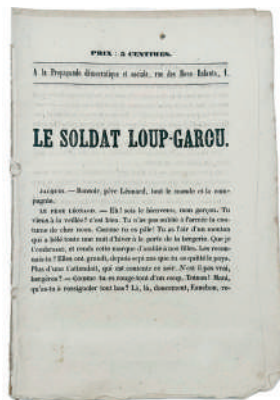 PRIX : 5 CENTIMES.
A la Propagande démocratique et sociale, rue des Bons-Enfants, 1.
LE SOLDAT LOUP-GAROU.
JACQUES. — Bonsoir, père Léonard, tout le monde et la com-
pagnie.
LE PÈRE LÉONARD. — Eh! sois le bienvenu, mon garçon. Tu
viens à la veillée? c'est bien. Tu n'as pas oublié à l'armée la cou-
tume de chez nous. Comme tu es pâle! Tu as l'air d'un mouton
qui a bêlé toute une nuit d'hiver à la porte de la bergerie. Que je
t'embrasse, et rends cette marque d'amitié à nos filles. Les recon-
nais-tu? Elles ont grandi, depuis sept ans que tu as quitté le pays.
Plus d'une t'attendait, qui est contente ce soir. N'est-il pas vrai,
bergères? — Comme tu es rouge tout d'un coup, Toinon! Nani,
qu'as-tu à rossignoler tout bas? Là, là, doucement, re-